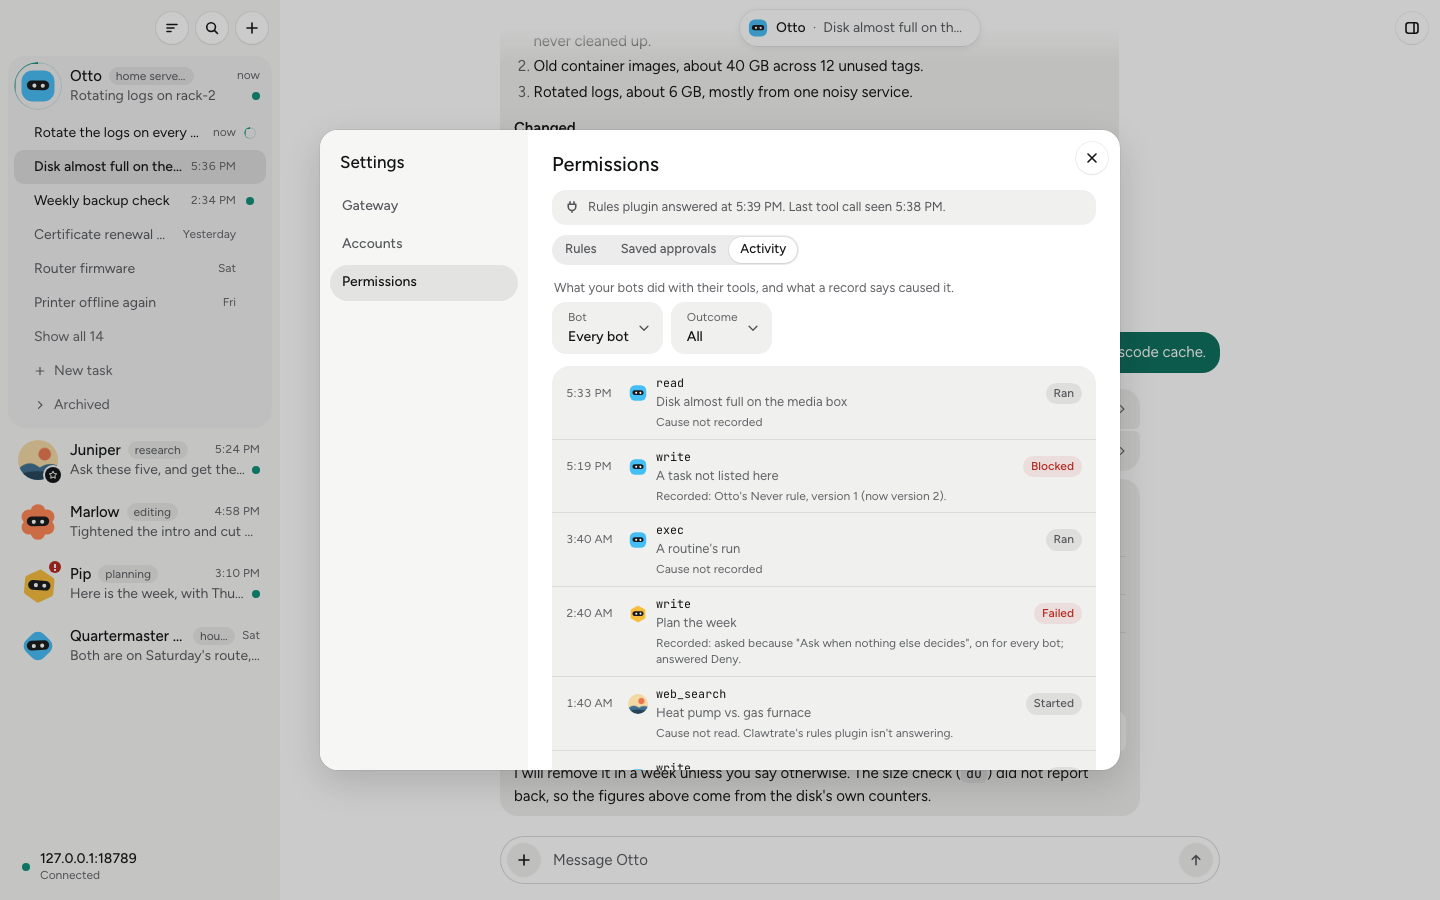 Otto · Disk almost full on th...
never cleaned up.
2. Old container images, about 40 GB across 12 unused tags.
3. Rotated logs, about 6 GB, mostly from one noisy service.
Changed
Otto home serve... now
Rotating logs on rack-2
Rotate the logs on every ... now
Disk almost full on the... 5:36 PM
Weekly backup check 2:34 PM
Certificate renewal ... Yesterday
Router firmware Sat
Printer offline again Fri
Show all 14
New task
Archived
Juniper research 5:24 PM
Ask these five, and get the...
Marlow editing 4:58 PM
Tightened the intro and cut ...
Pip planning 3:10 PM
Here is the week, with Thu...
Quartermaster ... hou... Sat
Both are on Saturday's route,...
127.0.0.1:18789
Connected
Settings
Gateway
Accounts
Permissions
Permissions
Rules plugin answered at 5:39 PM. Last tool call seen 5:38 PM.
Rules Saved approvals Activity
What your bots did with their tools, and what a record says caused it.
Bot
Every bot
Outcome
All
5:33 PM read Ran
Disk almost full on the media box
Cause not recorded
5:19 PM write Blocked
A task not listed here
Recorded: Otto's Never rule, version 1 (now version 2).
3:40 AM exec Ran
A routine's run
Cause not recorded
2:40 AM write Failed
Plan the week
Recorded: asked because "Ask when nothing else decides", on for every bot;
answered Deny.
1:40 AM web_search Started
Heat pump vs. gas furnace
Cause not read. Clawtrate's rules plugin isn't answering.
write
scode cache.
I will remove it in a week unless you say otherwise. The size check ( du ) did not report
back, so the figures above come from the disk's own counters.
Message Otto